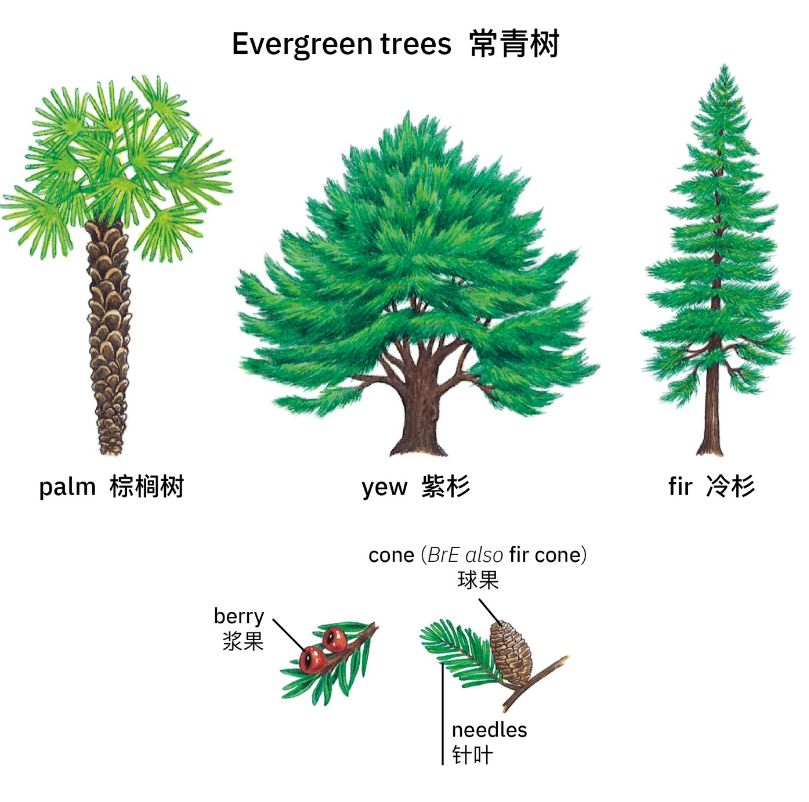 Evergreen trees 常青树
palm 棕榈树
yew 紫杉
fir 冷杉
cone (BrE also fir cone)
球果
berry
浆果
needles
针叶